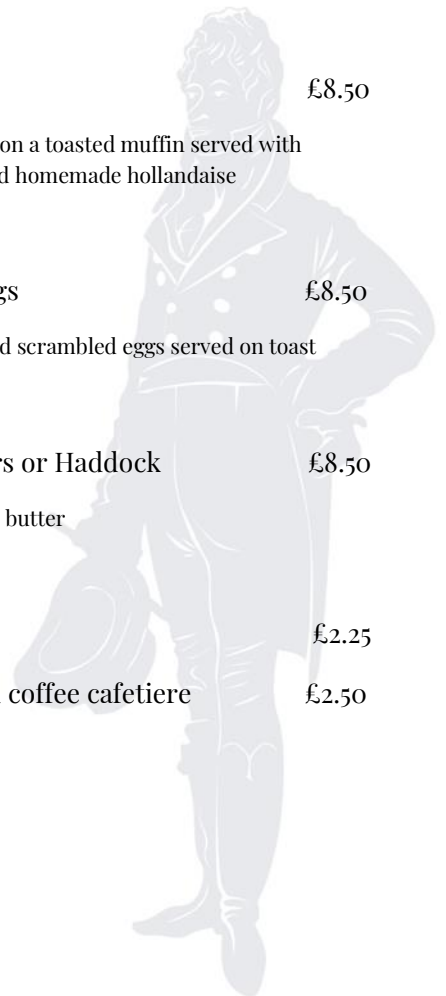 £8.50
on a toasted muffin served with
d homemade hollandaise
gs £8.50
d scrambled eggs served on toast
rs or Haddock £8.50
butter
£2.25
coffee cafetiere £2.50